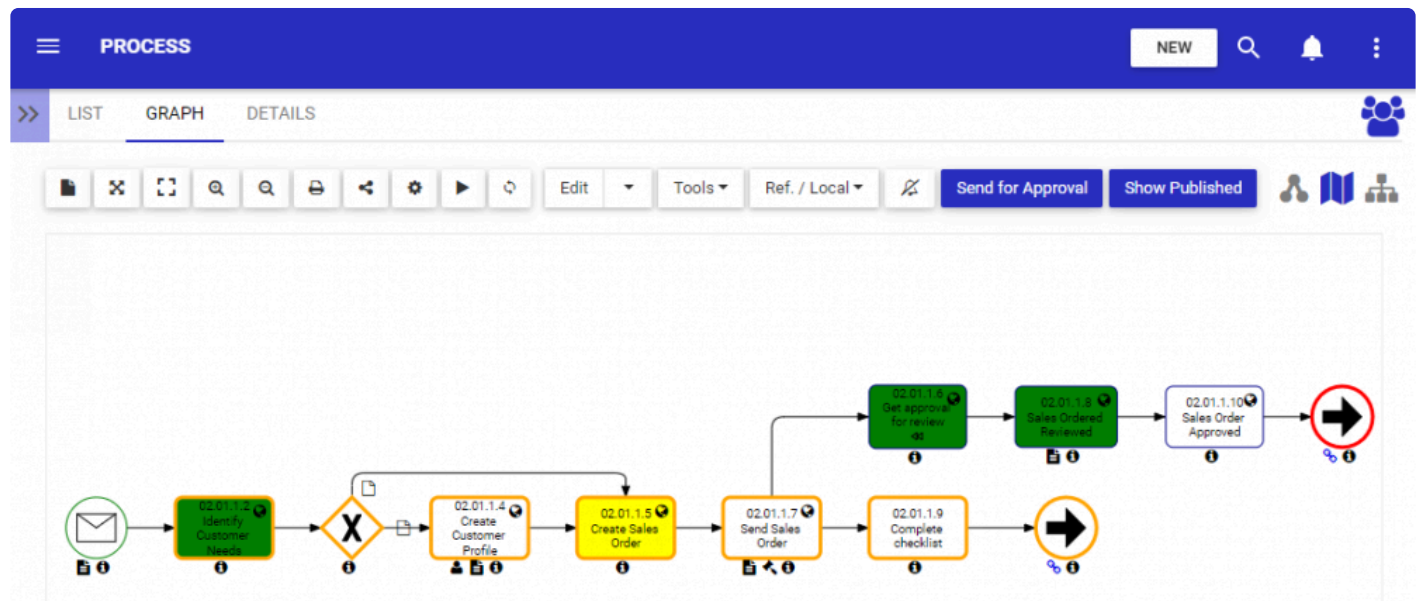 PROCESS
NEW
LIST
GRAPH
DETAILS
Edit
Tools
Ref. / Local
Send for Approval
Show Published
02.01.1.6
Get approval
for review
02.01.1.8
Sales Ordered
Reviewed
02.01.1.10
Sales Order
Approved
02.01.1.2
Identify
Customer
Needs
X
02.01.1.4
Create
Customer
Profile
02.01.1.5
Create Sales
Order
02.01.1.7
Send Sales
Order
02.01.1.9
Complete
checklist